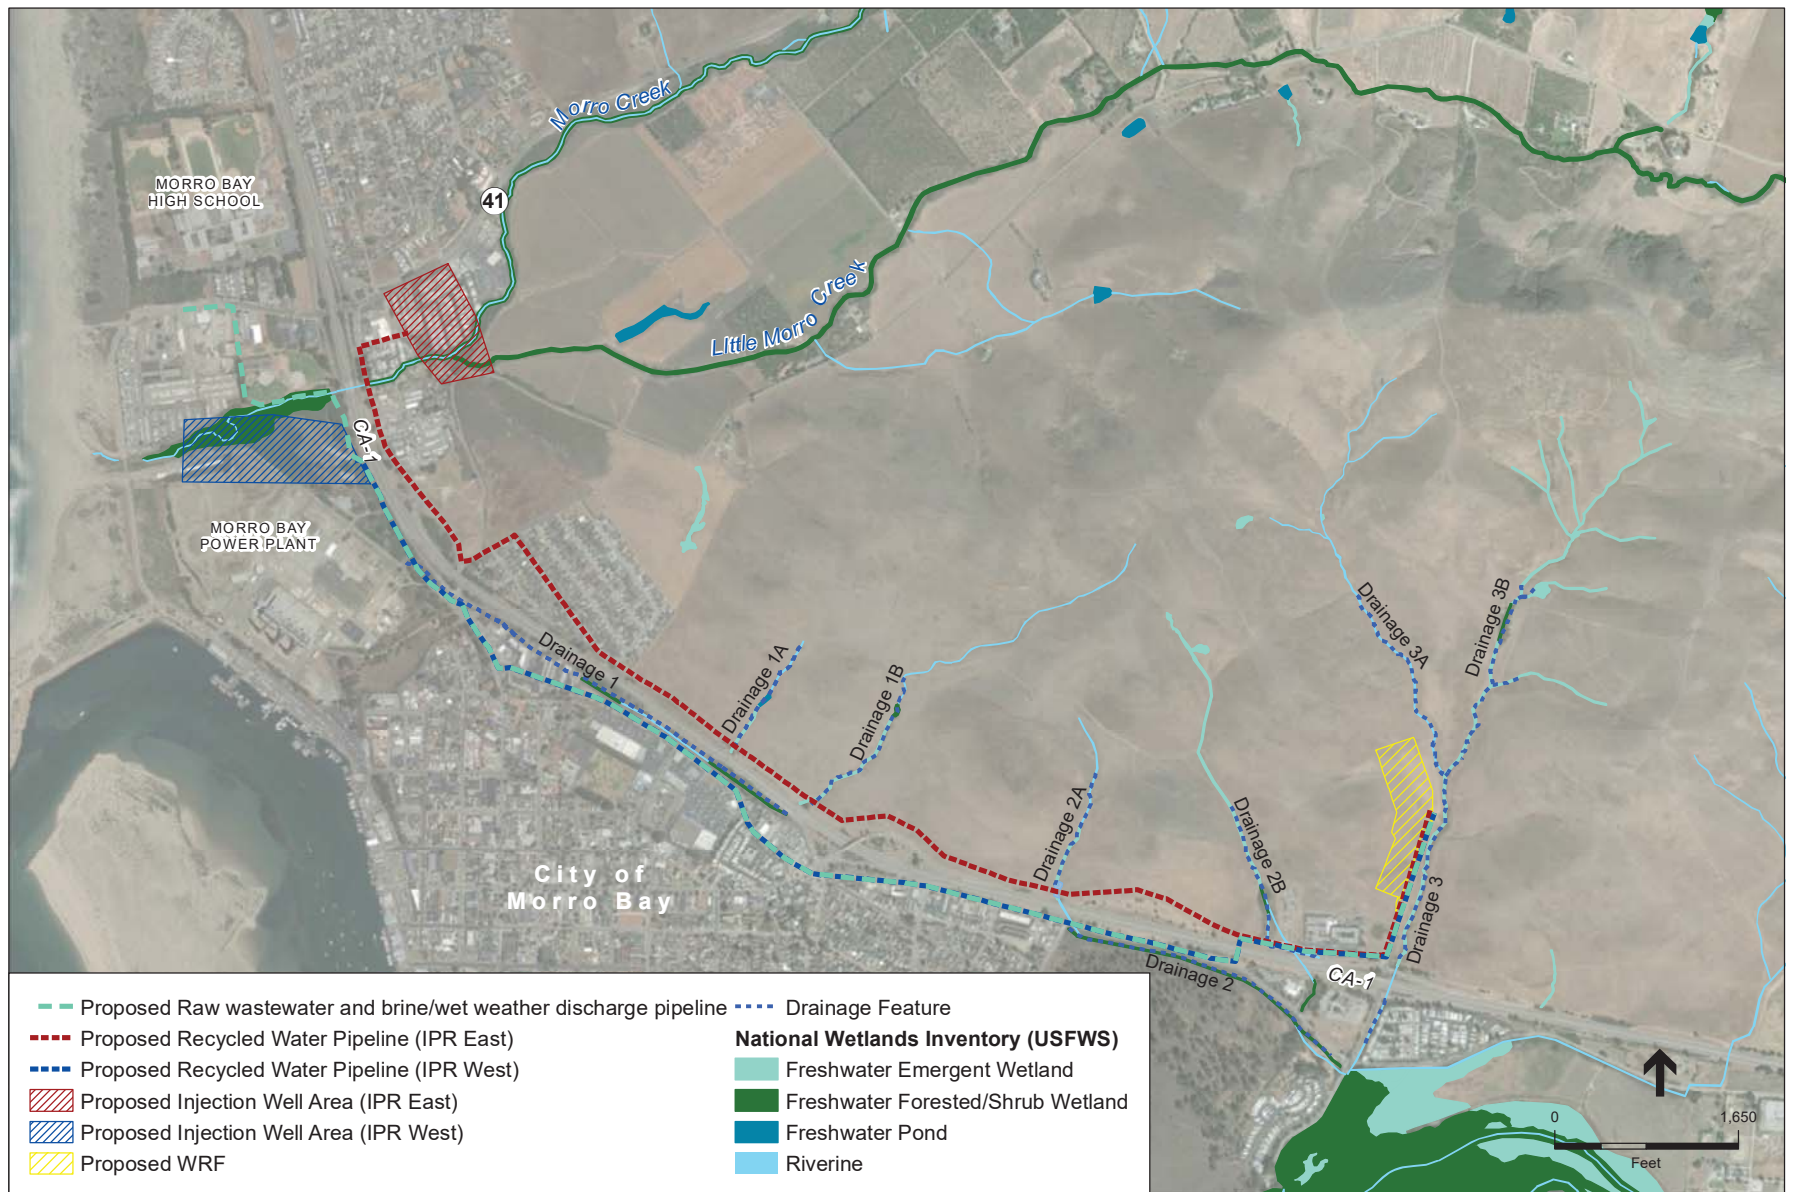 Morro Creek
41
MORRO BAY
HIGH SCHOOL
Little Morro Creek
CA-1
MORRO BAY
POWER PLANT
Drainage 1
Drainage 1A
Drainage 1B
Drainage 2A
Drainage 2B
Drainage 3A
Drainage 3B
Drainage 3
Drainage 2
CA-1
City of
Morro Bay
Proposed Raw wastewater and brine/wet weather discharge pipeline
Proposed Recycled Water Pipeline (IPR East)
Proposed Recycled Water Pipeline (IPR West)
Proposed Injection Well Area (IPR East)
Proposed Injection Well Area (IPR West)
Proposed WRF
Drainage Feature
National Wetlands Inventory (USFWS)
Freshwater Emergent Wetland
Freshwater Forested/Shrub Wetland
Freshwater Pond
Riverine
0 1,650
Feet